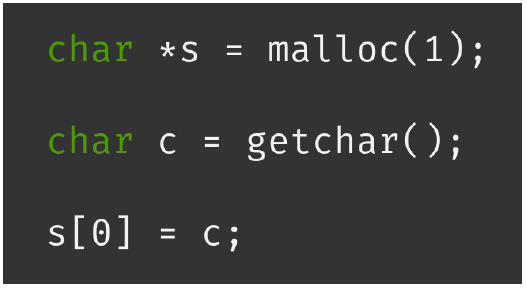 char *s = malloc(1);
char c = getchar();
s[0] = c;